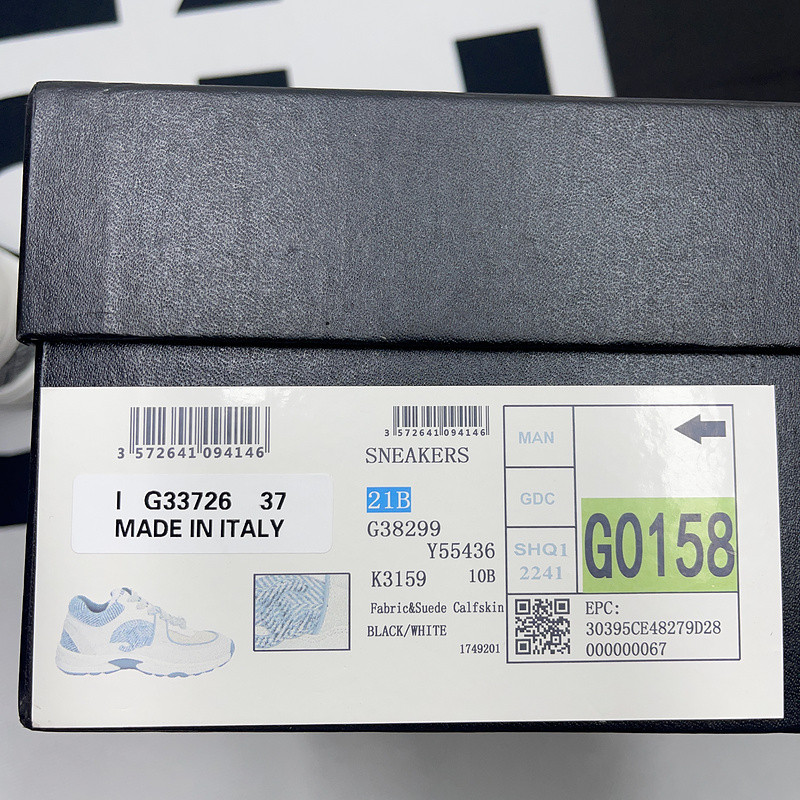 3 572641 094146
I G33726 37
MADE IN ITALY
3 572641 094146
SNEAKERS
21B
G38299
Y55436
K3159 10B
Fabric&Suede Calfskin
BLACK/WHITE
1749201
MAN
GDC
SHQ1
2241
G0158
EPC:
30395CE48279D28
000000067